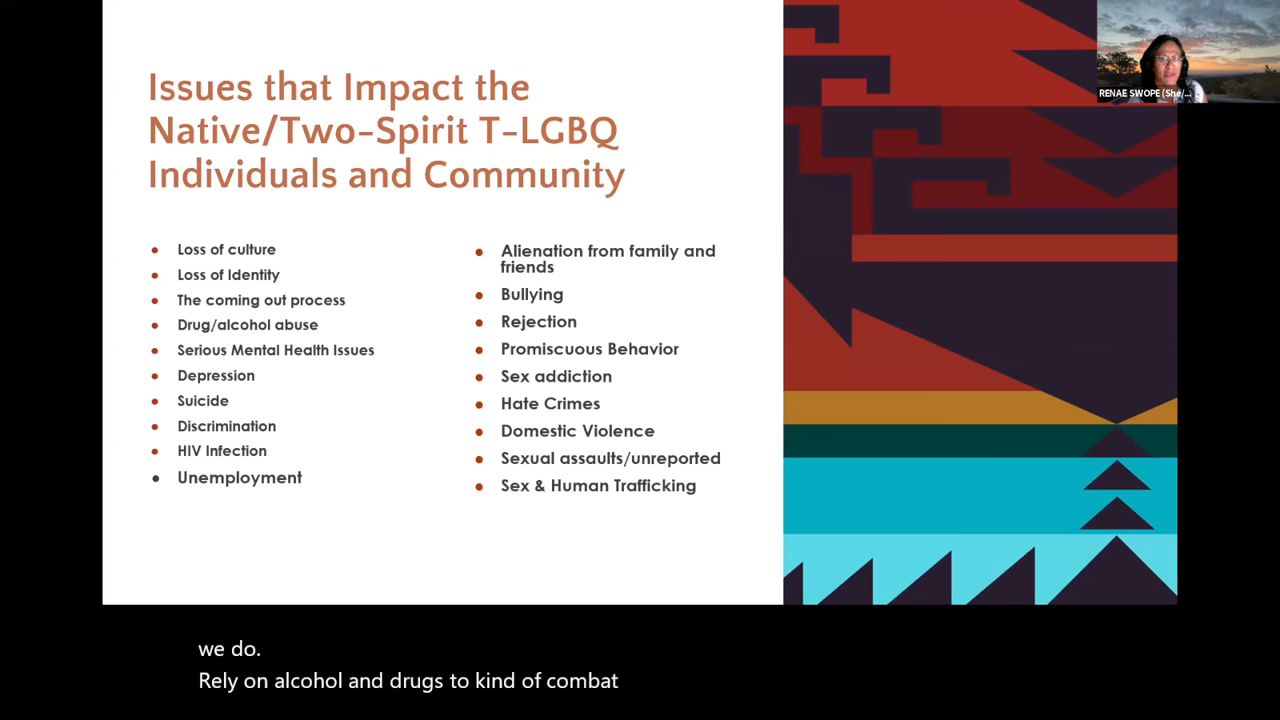 Issues that Impact the
Native/Two-Spirit T-LGBQ
Individuals and Community
• Loss of culture
• Loss of Identity
• The coming out process
• Drug/alcohol abuse
• Serious Mental Health Issues
• Depression
• Suicide
• Discrimination
• HIV Infection
• Unemployment
• Alienation from family and
friends
• Bullying
• Rejection
• Promiscuous Behavior
• Sex addiction
• Hate Crimes
• Domestic Violence
• Sexual assaults/unreported
• Sex & Human Trafficking
RENAE SWOPE (She/...
we do.
Rely on alcohol and drugs to kind of combat